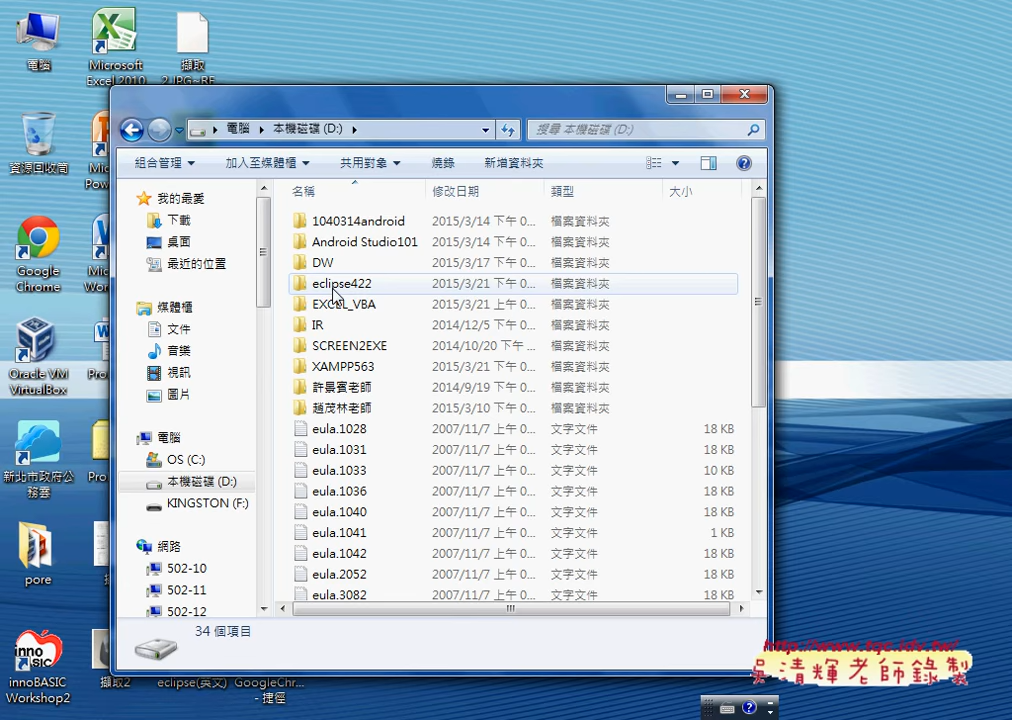 電腦
Microsoft
Excel 2010
擷取
2.JPG~RF...
資源回收筒
Mic
Pow
Google
Chrome
Mic
Wor
Oracle VM
VirtualBox
Pro
新北市政府公
務雲
Pro
pore
innoBASIC
Workshop2
擷取2
eclipse(英文)
GoogleChr...
- 捷徑
電腦 本機磁碟 (D:)
搜尋 本機磁碟 (D:)
組合管理 加入至媒體櫃 共用對象 燒錄 新增資料夾
我的最愛
下載
桌面
最近的位置
媒體櫃
文件
音樂
視訊
圖片
電腦
OS (C:)
本機磁碟 (D:)
KINGSTON (F:)
網路
502-10
502-11
502-12
名稱 修改日期 類型 大小
1040314android 2015/3/14 下午 0... 檔案資料夾
Android Studio101 2015/3/14 下午 0... 檔案資料夾
DW 2015/3/17 下午 0... 檔案資料夾
eclipse422 2015/3/21 下午 0... 檔案資料夾
EXCEL_VBA 2015/3/21 上午 0... 檔案資料夾
IR 2014/12/5 下午 0... 檔案資料夾
SCREEN2EXE 2014/10/20 下午 ... 檔案資料夾
XAMPP563 2015/3/21 下午 0... 檔案資料夾
許景賓老師 2014/9/19 下午 0... 檔案資料夾
趙茂林老師 2015/3/10 下午 0... 檔案資料夾
eula.1028 2007/11/7 上午 0... 文字文件 18 KB
eula.1031 2007/11/7 上午 0... 文字文件 18 KB
eula.1033 2007/11/7 上午 0... 文字文件 10 KB
eula.1036 2007/11/7 上午 0... 文字文件 18 KB
eula.1040 2007/11/7 上午 0... 文字文件 18 KB
eula.1041 2007/11/7 上午 0... 文字文件 1 KB
eula.1042 2007/11/7 上午 0... 文字文件 18 KB
eula.2052 2007/11/7 上午 0... 文字文件 18 KB
eula.3082 2007/11/7 上午 0... 文字文件 18 KB
34 個項目
http://www.tqc.idv.tw/
吳清輝老師錄製